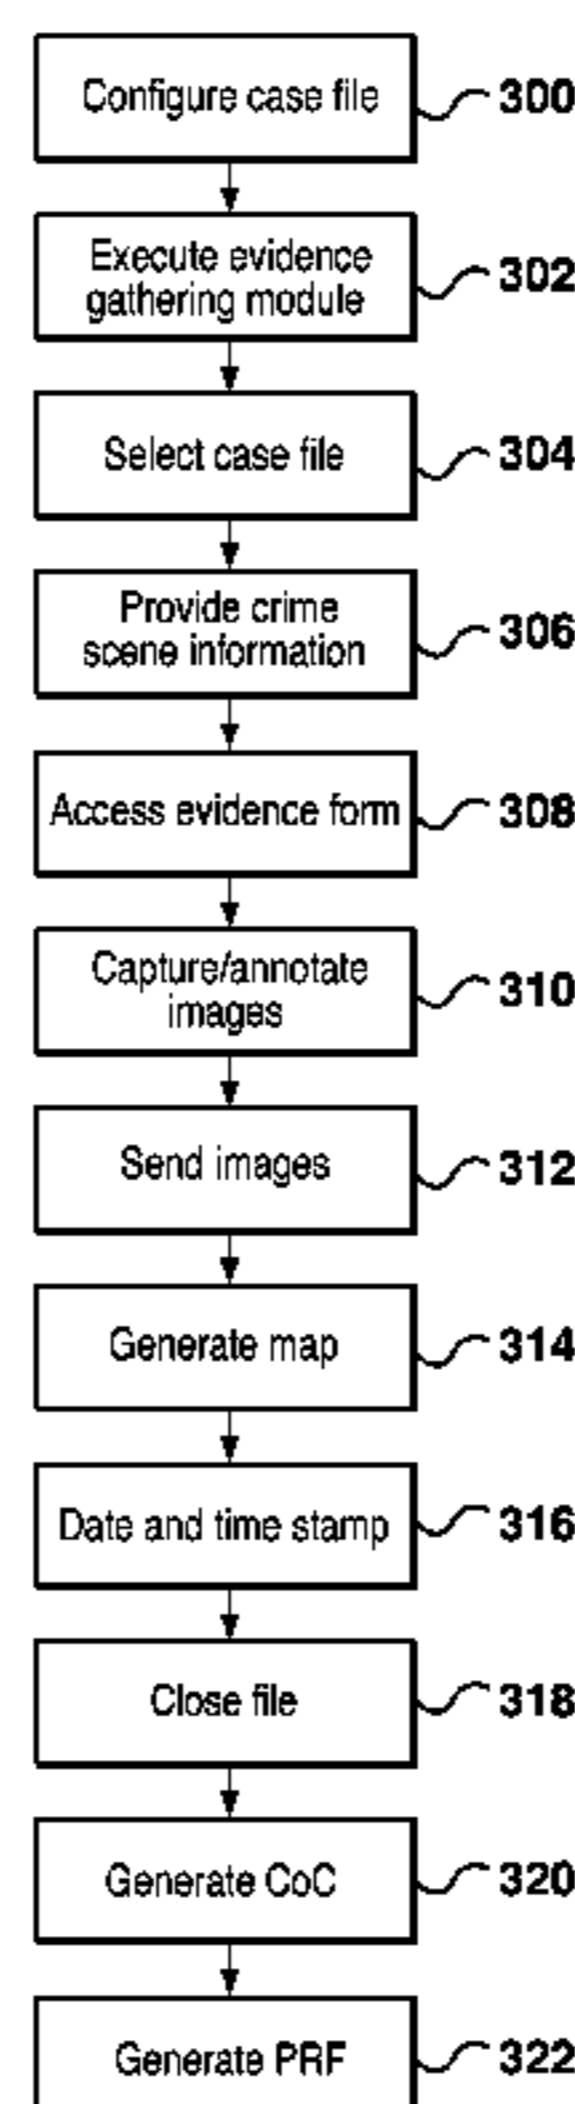 Configure case file
300
Execute evidence
gathering module
302
Select case file
304
Provide crime
scene information
306
Access evidence form
308
Capture/annotate
images
310
Send images
312
Generate map
314
Date and time stamp
316
Close file
318
Generate CoC
320
Generate PRF
322